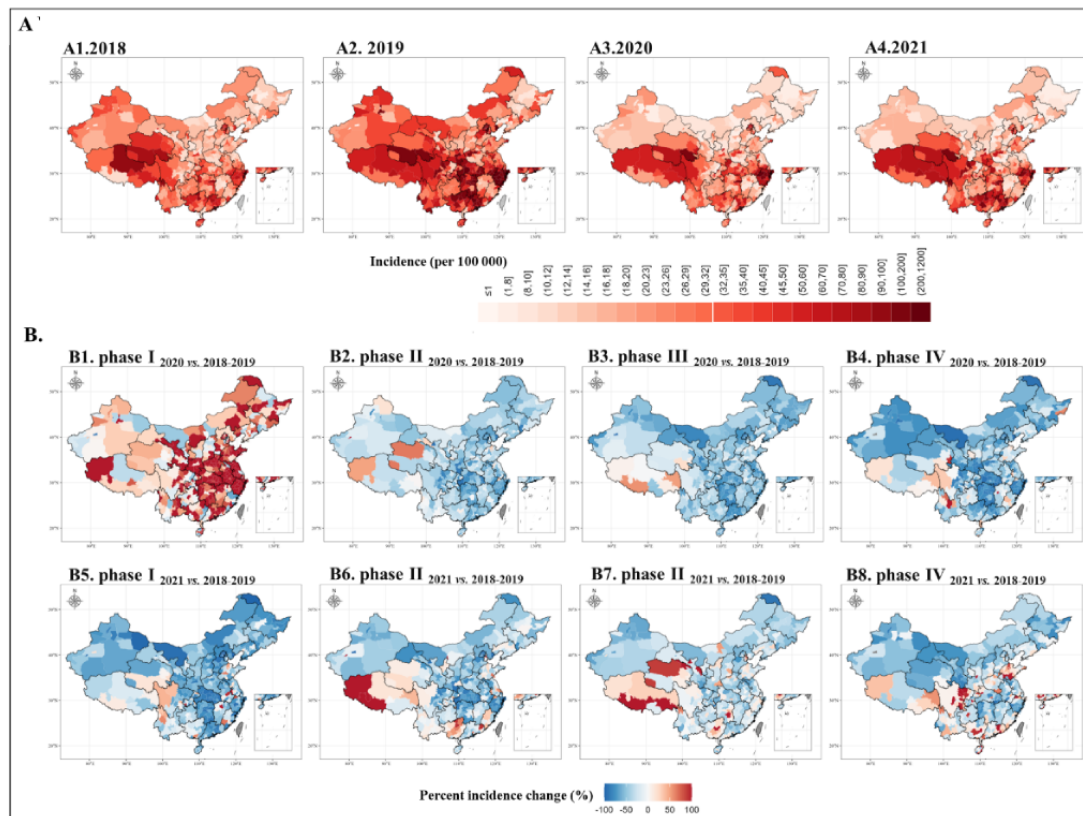 A
A1.2018
A2. 2019
A3.2020
A4.2021
Incidence (per 100 000)
≤1
(1,8]
(8,10]
(10,12]
(12,14]
(14,16]
(16,18]
(18,20]
(20,23]
(23,26]
(26,29]
(29,32]
(32,35]
(35,40]
(40,45]
(45,50]
(50,60]
(60,70]
(70,80]
(80,90]
(90,100]
(100,200]
(200,1200]
B.
B1. phase I 2020 vs. 2018-2019
B2. phase II 2020 vs. 2018-2019
B3. phase III 2020 vs. 2018-2019
B4. phase IV 2020 vs. 2018-2019
B5. phase I 2021 vs. 2018-2019
B6. phase II 2021 vs. 2018-2019
B7. phase II 2021 vs. 2018-2019
B8. phase IV 2021 vs. 2018-2019
Percent incidence change (%)
-100 -50 0 50 100